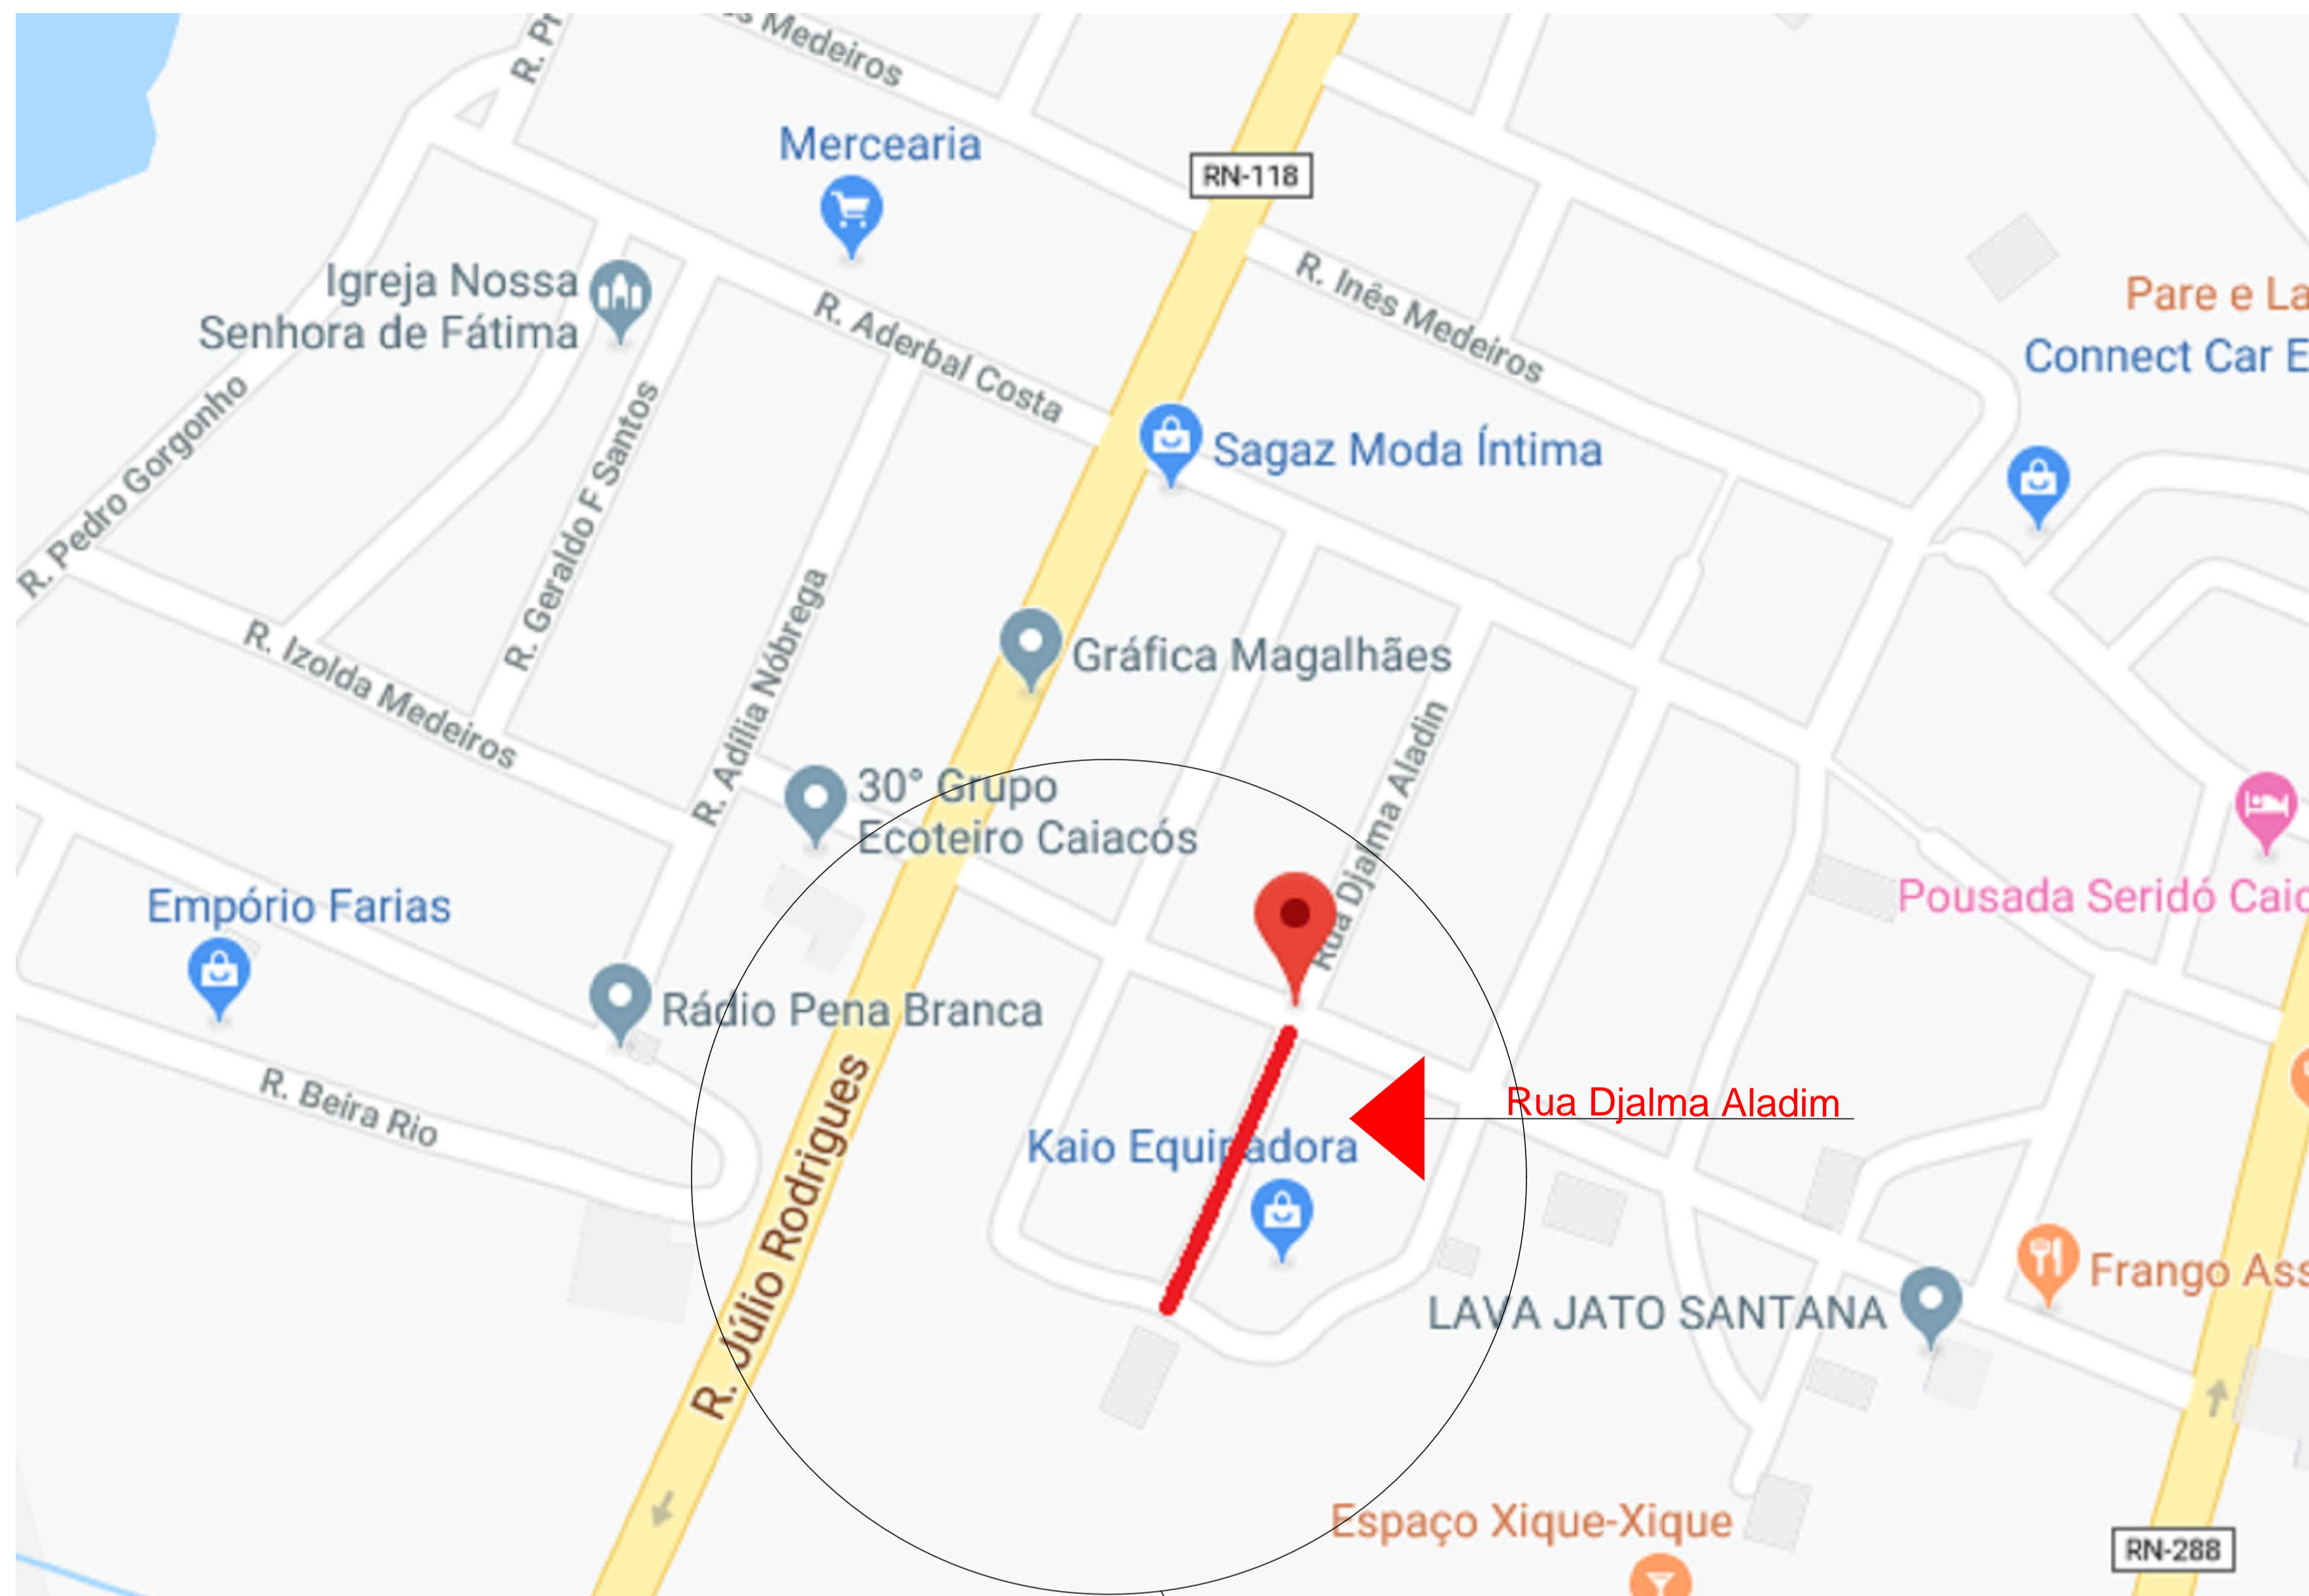 R. Pr
ês Medeiros
Mercearia
RN-118
Igreja Nossa
Senhora de Fátima
R. Inês Medeiros
R. Aderbal Costa
Pare e La
Connect Car E
R. Pedro Gorgonho
R. Geraldo F Santos
Sagaz Moda Íntima
R. Adília Nóbrega
Gráfica Magalhães
R. Izolda Medeiros
Rua Djalma Aladin
30° Grupo
Ecoteiro Caiacós
Empório Farias
Pousada Seridó Caic
Rádio Pena Branca
R. Beira Rio
Rua Djalma Aladim
Kaio Equipadora
R. Júlio Rodrigues
Frango Ass
LAVA JATO SANTANA
Espaço Xique-Xique
RN-288